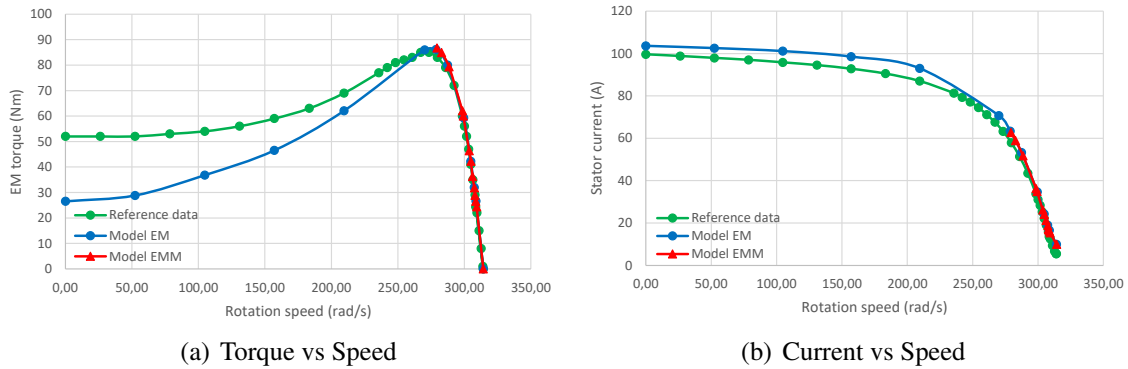 EM torque (Nm)
100
90
80
70
60
50
40
30
20
10
0
Reference data
Model EM
Model EMM
0,00 50,00 100,00 150,00 200,00 250,00 300,00 350,00
Rotation speed (rad/s)
(a) Torque vs Speed
Stator current (A)
120
100
80
60
40
20
0
Reference data
Model EM
Model EMM
0,00 50,00 100,00 150,00 200,00 250,00 300,00 350,00
Rotation speed (rad/s)
(b) Current vs Speed